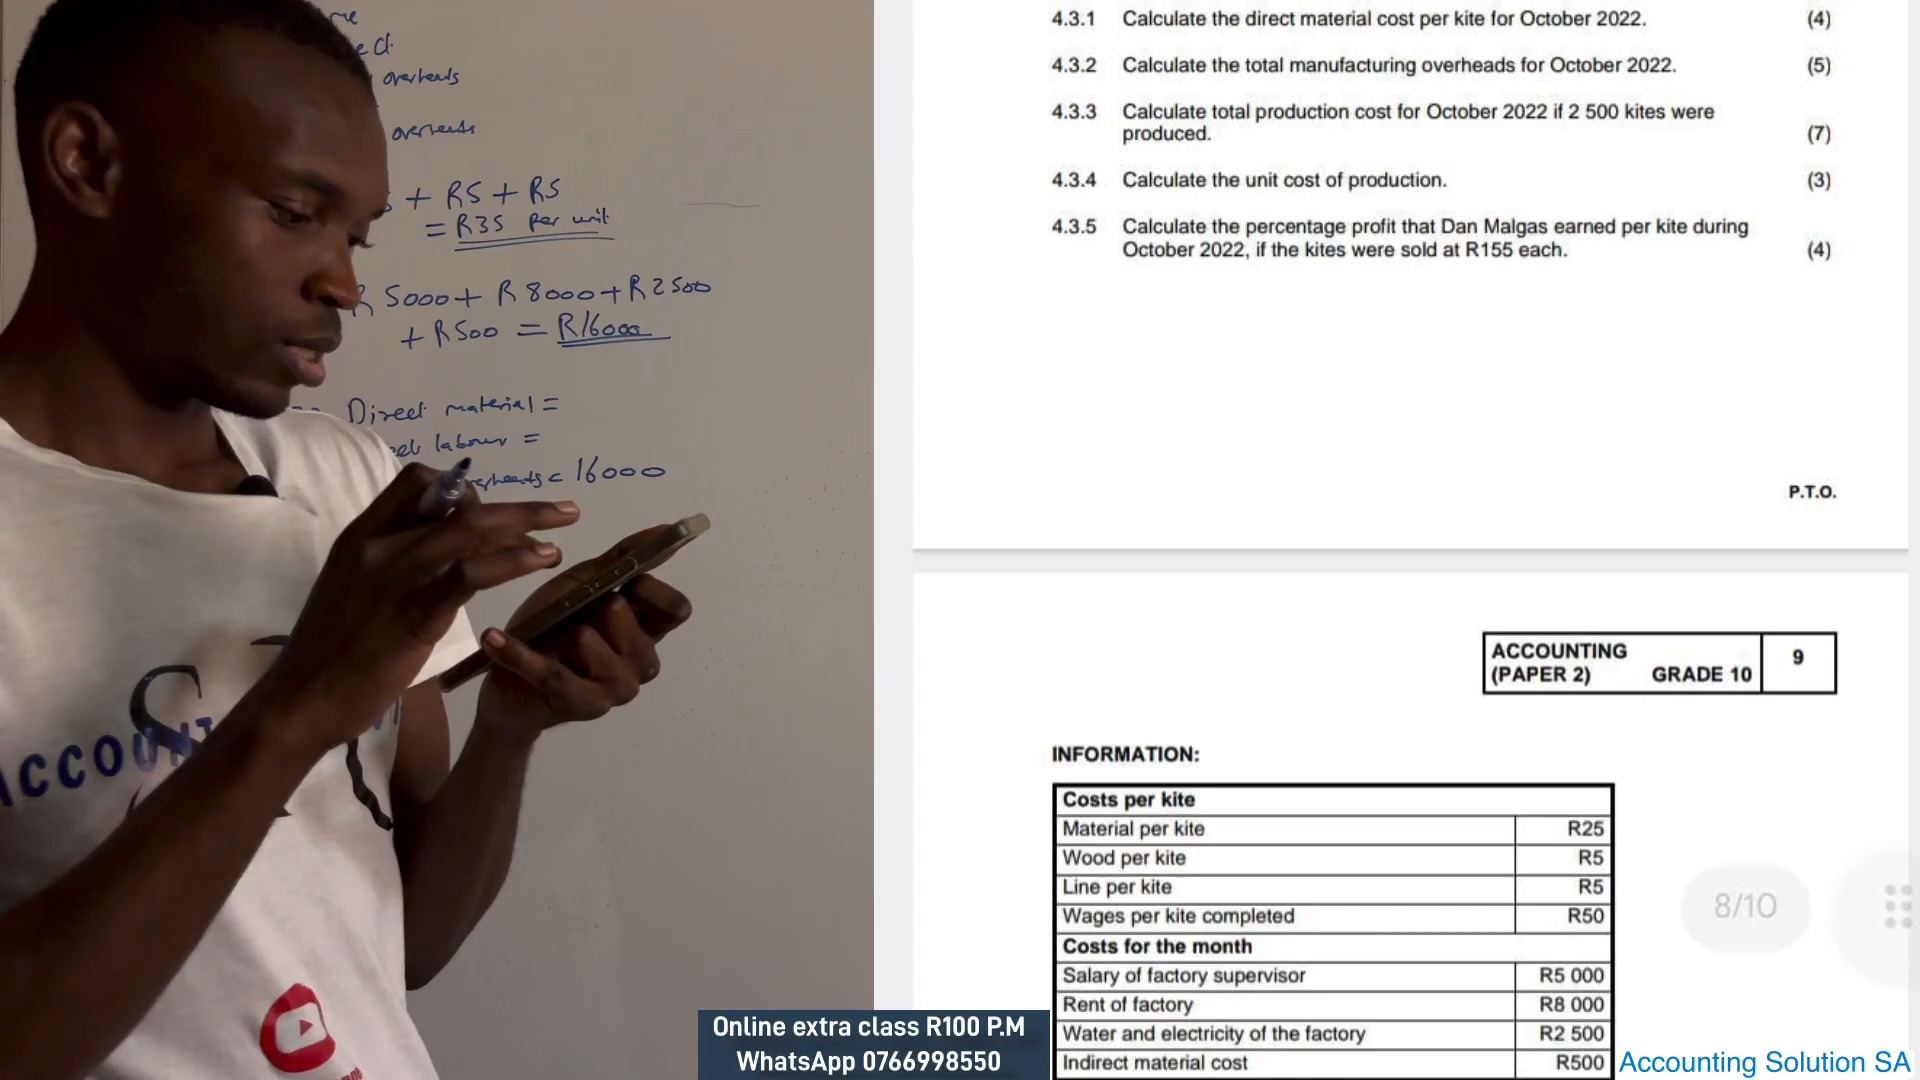 overheads
overheads
+ R5 + R5
= R35 per unit
R 5000 + R 8000 + R 2500
+ R 500 = R16000
Direct material =
labour =
= 16000
ACCOUNT
4.3.1 Calculate the direct material cost per kite for October 2022. (4)
4.3.2 Calculate the total manufacturing overheads for October 2022. (5)
4.3.3 Calculate total production cost for October 2022 if 2 500 kites were
produced. (7)
4.3.4 Calculate the unit cost of production. (3)
4.3.5 Calculate the percentage profit that Dan Malgas earned per kite during
October 2022, if the kites were sold at R155 each. (4)
P.T.O.
ACCOUNTING
(PAPER 2) GRADE 10 9
INFORMATION:
Costs per kite
Material per kite R25
Wood per kite R5
Line per kite R5
Wages per kite completed R50
Costs for the month
Salary of factory supervisor R5 000
Rent of factory R8 000
Water and electricity of the factory R2 500
Indirect material cost R500
8/10
Online extra class R100 P.M
WhatsApp 0766998550
Accounting Solution SA